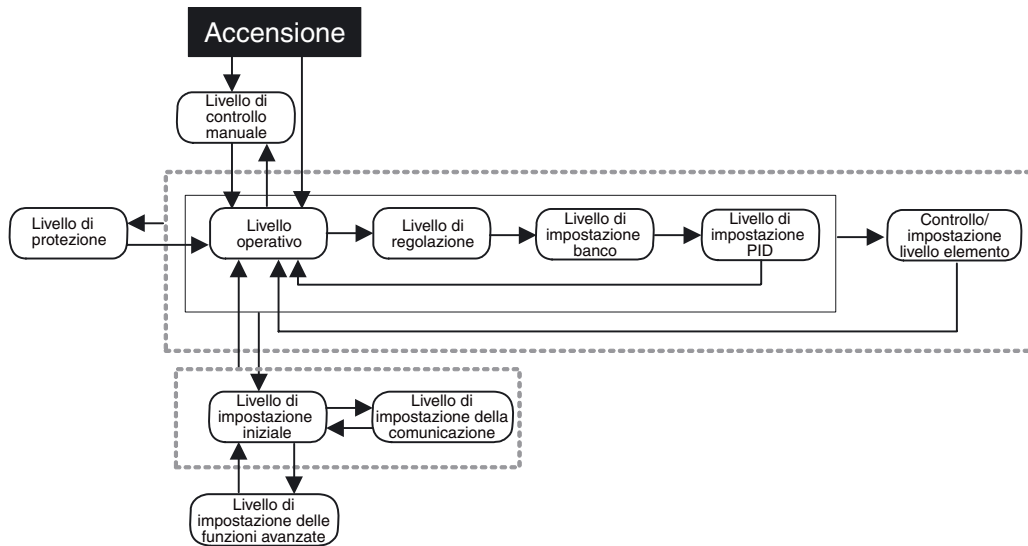 Accensione
Livello di
controllo
manuale
Livello di
protezione
Livello
operativo
Livello di
regolazione
Livello di
impostazione
banco
Livello di
impostazione
PID
Controllo/
impostazione
livello elemento
Livello di
impostazione
iniziale
Livello di
impostazione della
comunicazione
Livello di
impostazione delle
funzioni avanzate